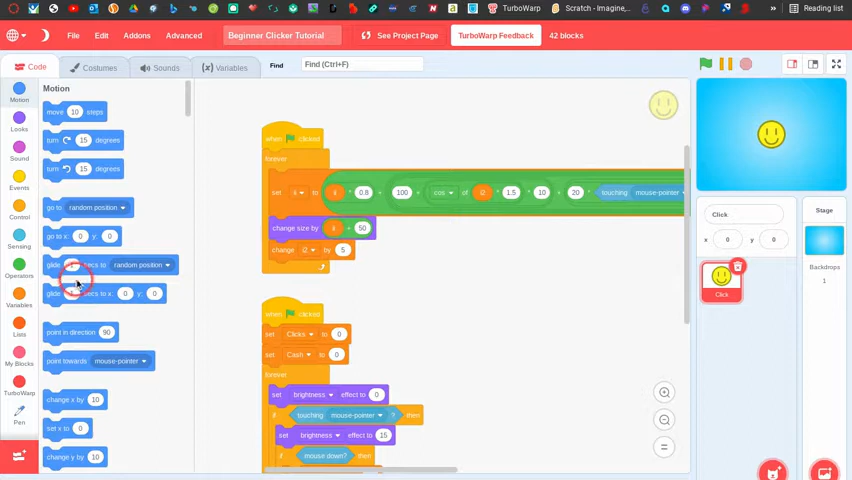 TurboWarp
Scratch - Imagine,...
Reading list
File
Edit
Addons
Advanced
Beginner Clicker Tutorial
See Project Page
TurboWarp Feedback
42 blocks
Code
Costumes
Sounds
Variables
Find
Find (Ctrl+F)
Motion
Looks
Sound
Events
Control
Sensing
Operators
Variables
Lists
My Blocks
TurboWarp
Pen
Motion
move 10 steps
turn 15 degrees
turn 15 degrees
go to random position
go to x: 0 y: 0
glide secs to random position
glide secs to x: 0 y: 0
point in direction 90
point towards mouse-pointer
change x by 10
set x to 0
change y by 10
when clicked
forever
set to * 0.8 + 100 + cos of i2 * 1.5 * 10 + 20 * touching mouse-pointer
change size by + 50
change i2 by 5
when clicked
set Clicks to 0
set Cash to 0
forever
set brightness effect to 0
if touching mouse-pointer ? then
set brightness effect to 15
if mouse down? then
Click
x 0 y 0
Click
Stage
Backdrops
1